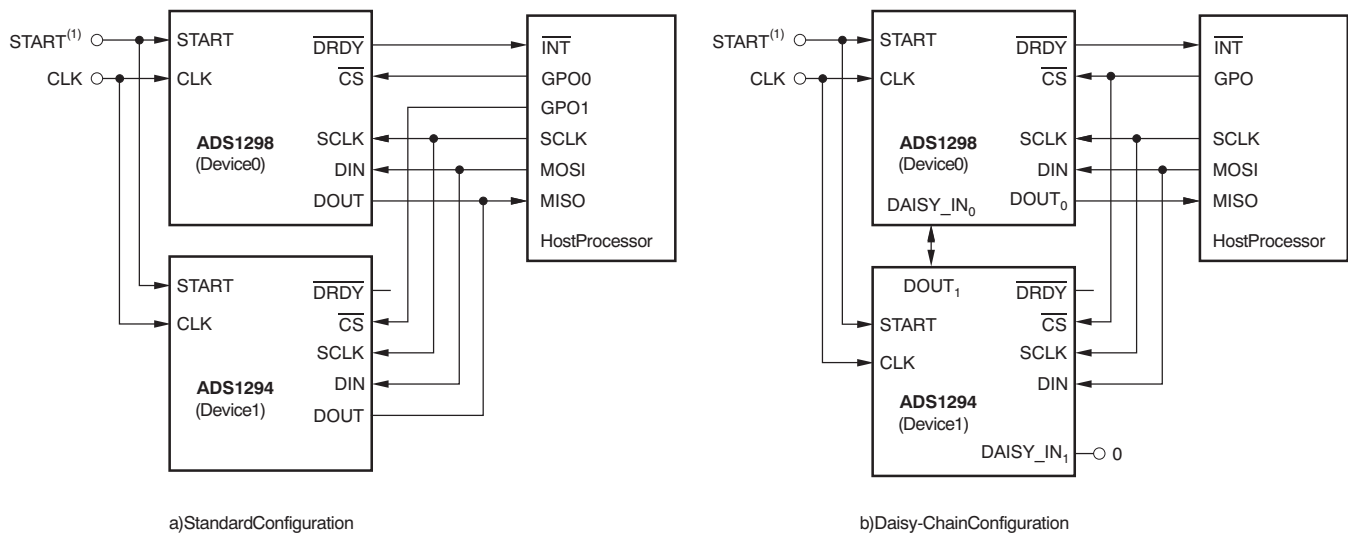 START(1)
CLK
START
CLK
ADS1298
(Device0)
DRDY
CS
SCLK
DIN
DOUT
INT
GPO0
GPO1
SCLK
MOSI
MISO
HostProcessor
START
CLK
ADS1294
(Device1)
DRDY
CS
SCLK
DIN
DOUT
a)StandardConfiguration
START(1)
CLK
START
CLK
ADS1298
(Device0)
DRDY
CS
SCLK
DIN
DOUT0
DAISY_IN0
INT
GPO
SCLK
MOSI
MISO
HostProcessor
DOUT1
START
CLK
ADS1294
(Device1)
DRDY
CS
SCLK
DIN
DAISY_IN1
0
b)Daisy-ChainConfiguration